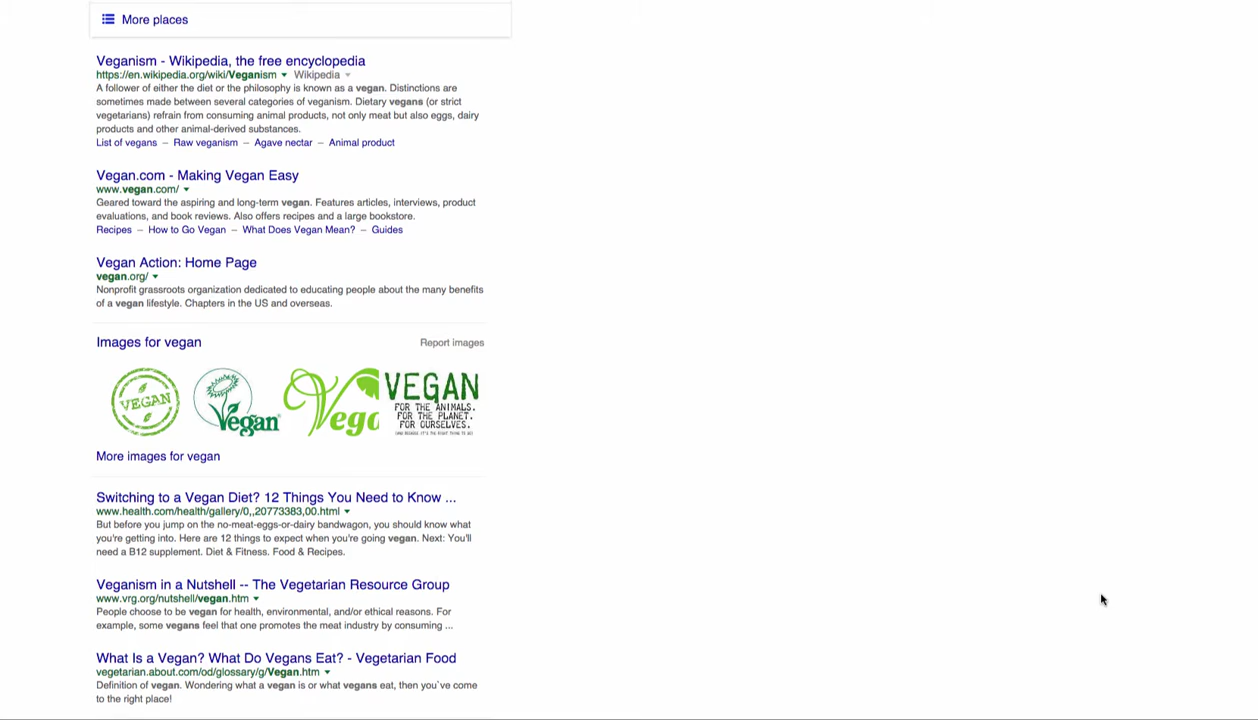 More places
Veganism - Wikipedia, the free encyclopedia
https://en.wikipedia.org/wiki/Veganism Wikipedia
A follower of either the diet or the philosophy is known as a vegan. Distinctions are
sometimes made between several categories of veganism. Dietary vegans (or strict
vegetarians) refrain from consuming animal products, not only meat but also eggs, dairy
products and other animal-derived substances.
List of vegans – Raw veganism – Agave nectar – Animal product
Vegan.com - Making Vegan Easy
www.vegan.com/
Geared toward the aspiring and long-term vegan. Features articles, interviews, product
evaluations, and book reviews. Also offers recipes and a large bookstore.
Recipes – How to Go Vegan – What Does Vegan Mean? – Guides
Vegan Action: Home Page
vegan.org/
Nonprofit grassroots organization dedicated to educating people about the many benefits
of a vegan lifestyle. Chapters in the US and overseas.
Images for vegan Report images
VEGAN
Vegan
Vega
VEGAN
FOR THE ANIMALS.
FOR THE PLANET.
FOR OURSELVES.
More images for vegan
Switching to a Vegan Diet? 12 Things You Need to Know ...
www.health.com/health/gallery/0,,20773383,00.html
But before you jump on the no-meat-eggs-or-dairy bandwagon, you should know what
you're getting into. Here are 12 things to expect when you're going vegan. Next: You'll
need a B12 supplement. Diet & Fitness. Food & Recipes.
Veganism in a Nutshell -- The Vegetarian Resource Group
www.vrg.org/nutshell/vegan.htm
People choose to be vegan for health, environmental, and/or ethical reasons. For
example, some vegans feel that one promotes the meat industry by consuming ...
What Is a Vegan? What Do Vegans Eat? - Vegetarian Food
vegetarian.about.com/od/glossary/g/Vegan.htm
Definition of vegan. Wondering what a vegan is or what vegans eat, then you`ve come
to the right place!